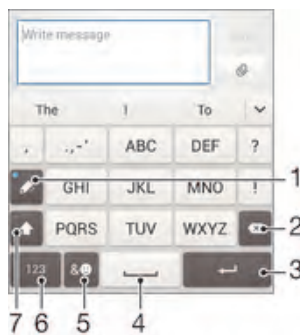 Write message
The I To
, .,-' ABC DEF ?
GHI JKL MNO ! 1
PQRS TUV WXYZ 2
123 &☻ 3
7 6 5 4